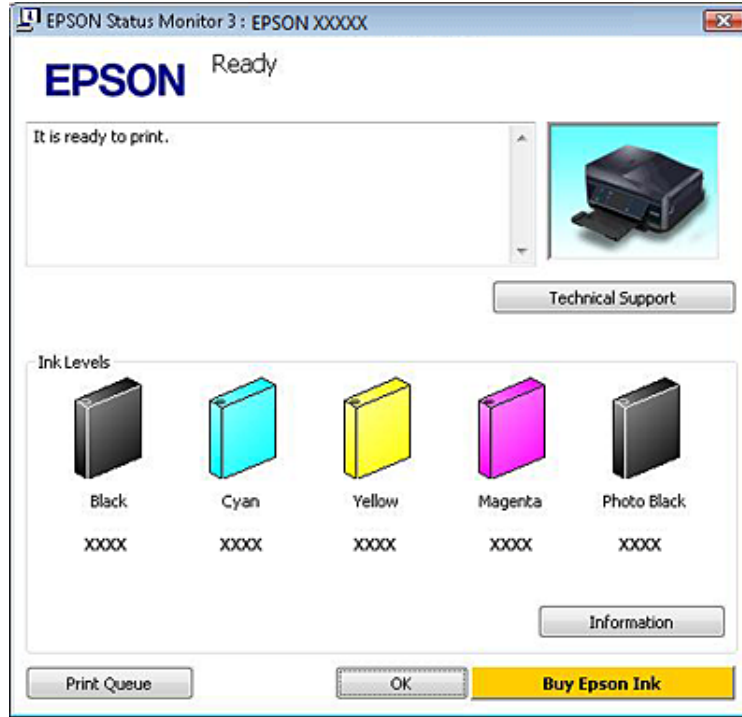 EPSON Status Monitor 3 : EPSON XXXXX
EPSON
Ready
It is ready to print.
Technical Support
Ink Levels
Black Cyan Yellow Magenta Photo Black
XXXX XXXX XXXX XXXX XXXX
Information
Print Queue OK Buy Epson Ink